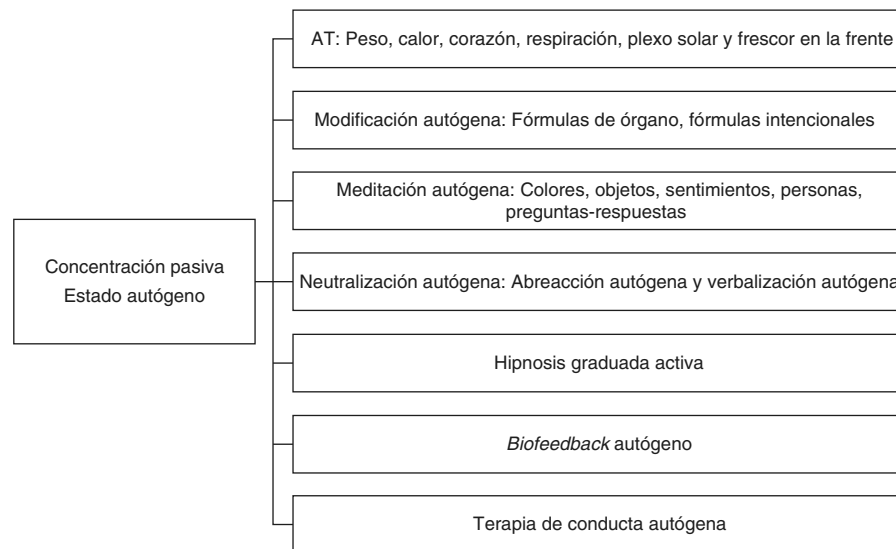 AT: Peso, calor, corazón, respiración, plexo solar y frescor en la frente
Modificación autógena: Fórmulas de órgano, fórmulas intencionales
Meditación autógena: Colores, objetos, sentimientos, personas,
preguntas-respuestas
Concentración pasiva
Estado autógeno
Neutralización autógena: Abreacción autógena y verbalización autógena
Hipnosis graduada activa
Biofeedback autógeno
Terapia de conducta autógena